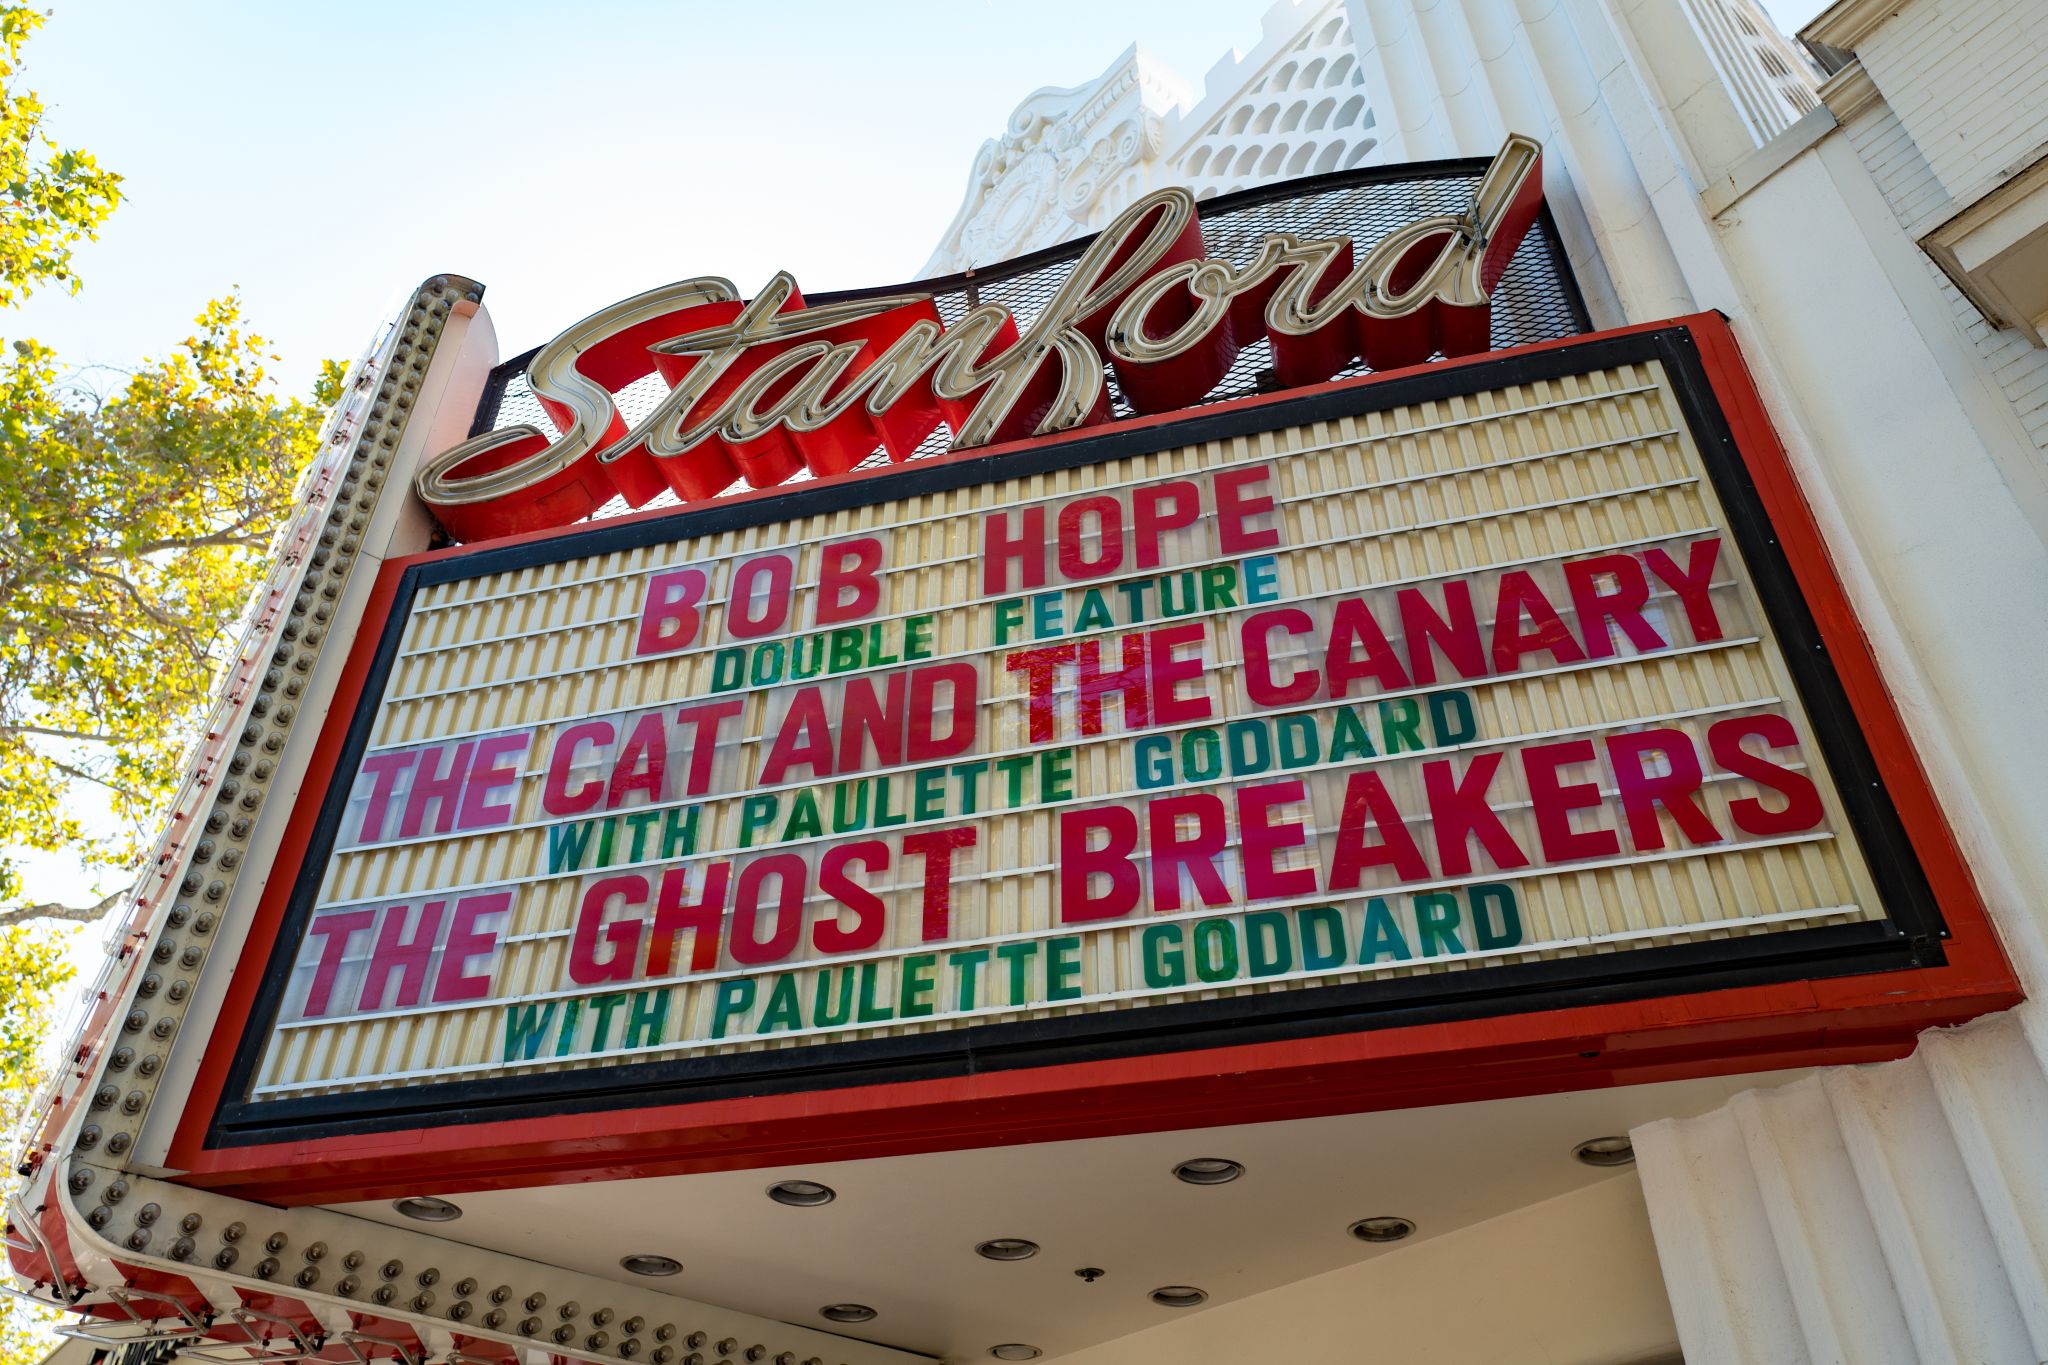 Stanford
BOB HOPE
DOUBLE FEATURE
THE CAT AND THE CANARY
WITH PAULETTE GODDARD
THE GHOST BREAKERS
WITH PAULETTE GODDARD